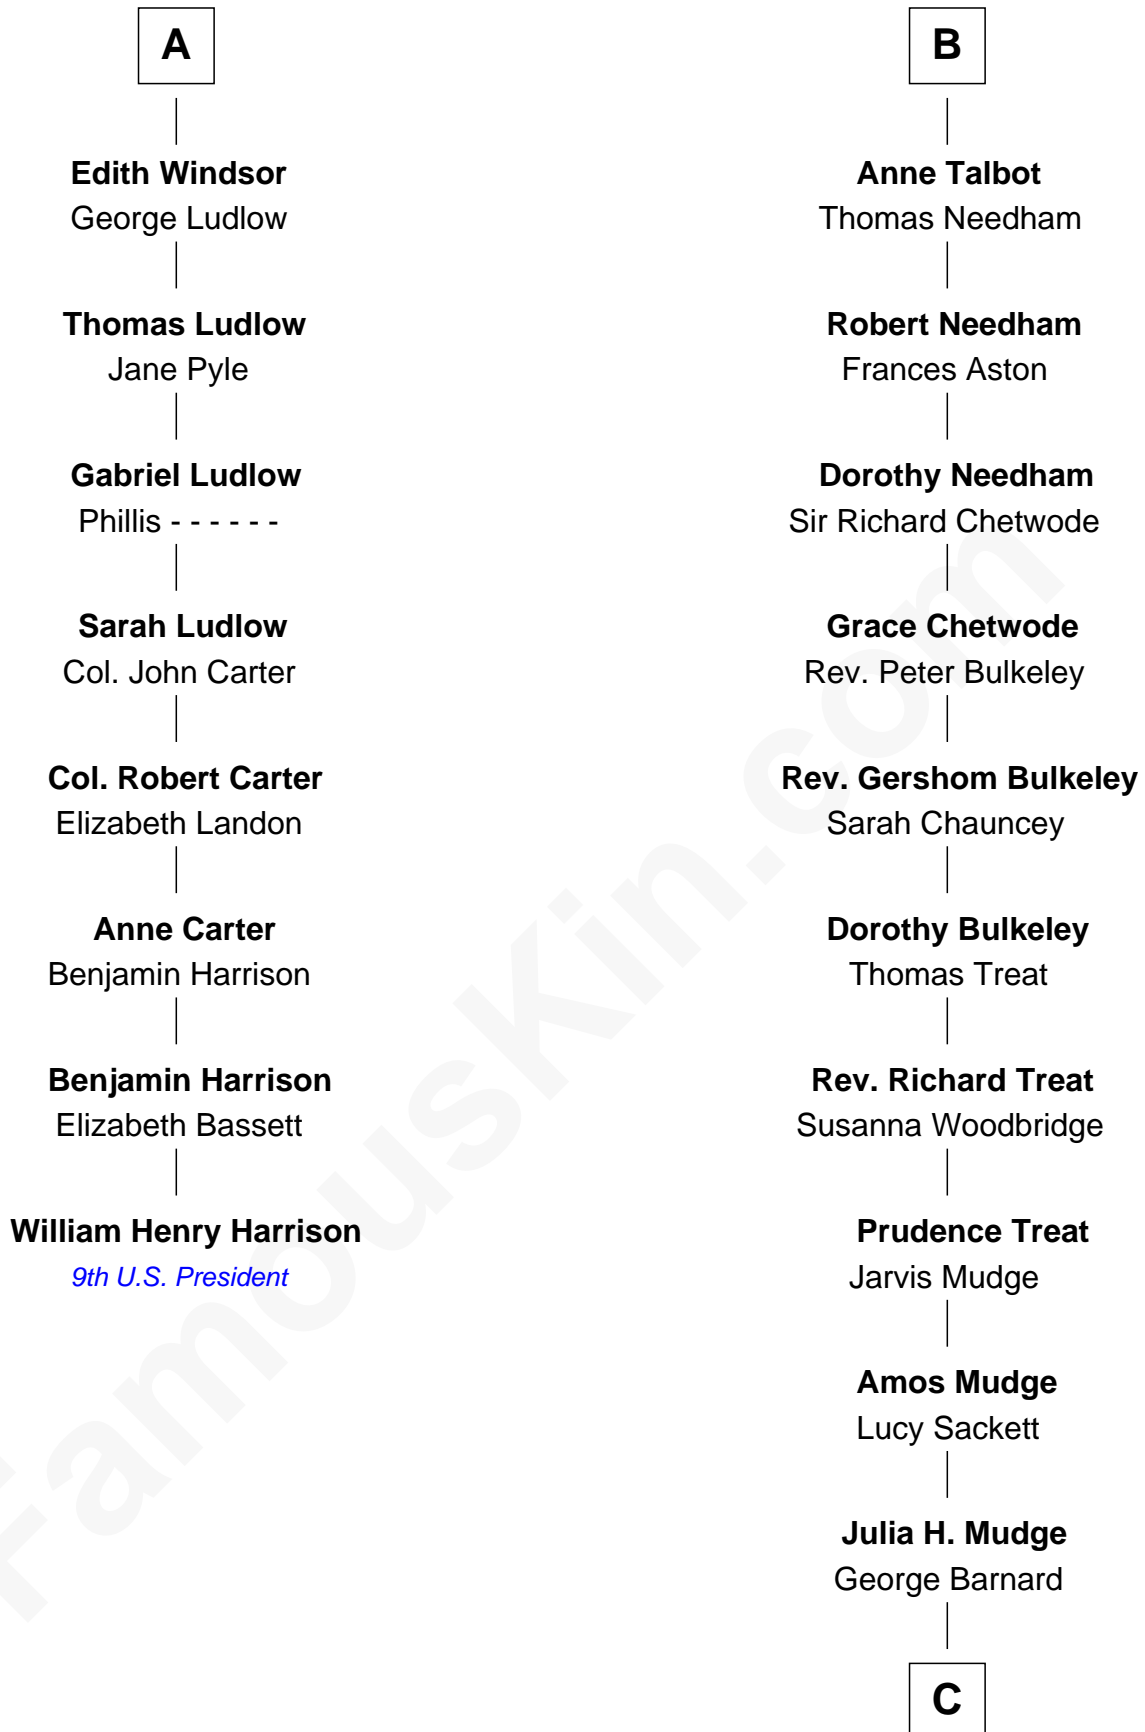 A
Edith Windsor
George Ludlow
Thomas Ludlow
Jane Pyle
Gabriel Ludlow
Phillis - - - - - -
Sarah Ludlow
Col. John Carter
Col. Robert Carter
Elizabeth Landon
Anne Carter
Benjamin Harrison
Benjamin Harrison
Elizabeth Bassett
William Henry Harrison
9th U.S. President
B
Anne Talbot
Thomas Needham
Robert Needham
Frances Aston
Dorothy Needham
Sir Richard Chetwode
Grace Chetwode
Rev. Peter Bulkeley
Rev. Gershom Bulkeley
Sarah Chauncey
Dorothy Bulkeley
Thomas Treat
Rev. Richard Treat
Susanna Woodbridge
Prudence Treat
Jarvis Mudge
Amos Mudge
Lucy Sackett
Julia H. Mudge
George Barnard
C
FamousKin.com